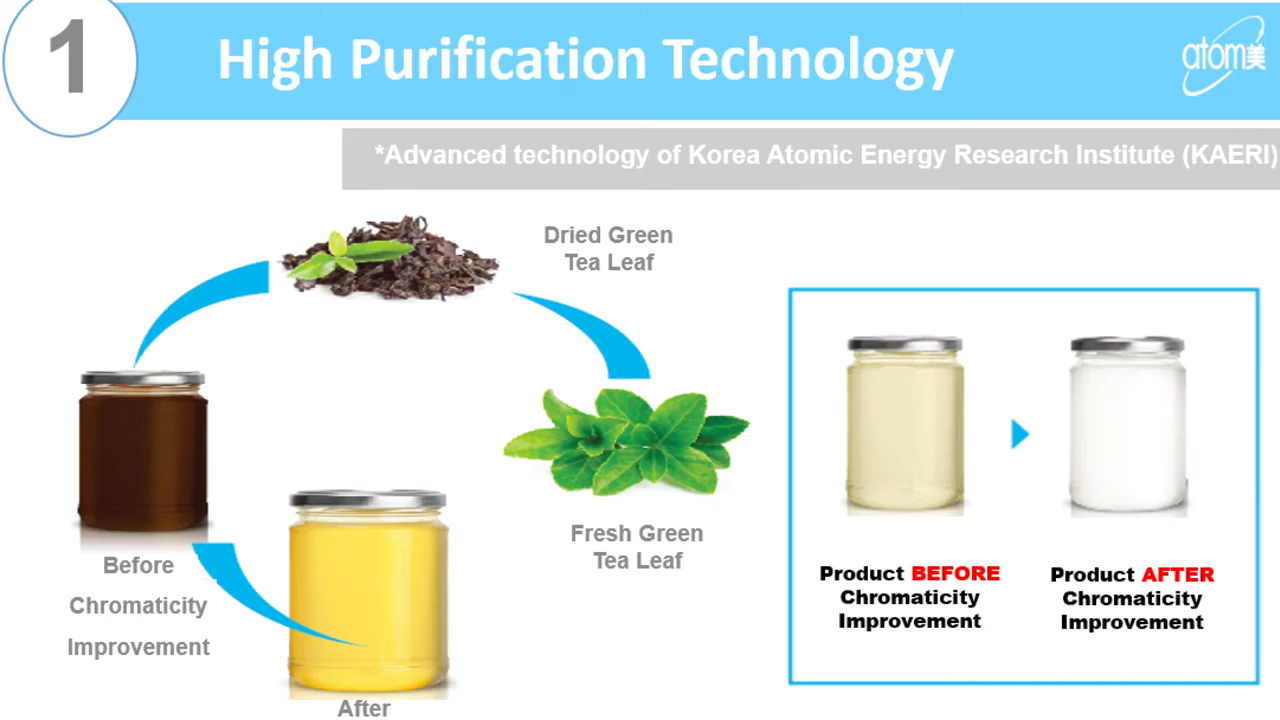 1
High Purification Technology
atom美
*Advanced technology of Korea Atomic Energy Research Institute (KAERI)
Dried Green
Tea Leaf
Fresh Green
Tea Leaf
Before
Chromaticity
Improvement
After
Product BEFORE
Chromaticity
Improvement
Product AFTER
Chromaticity
Improvement